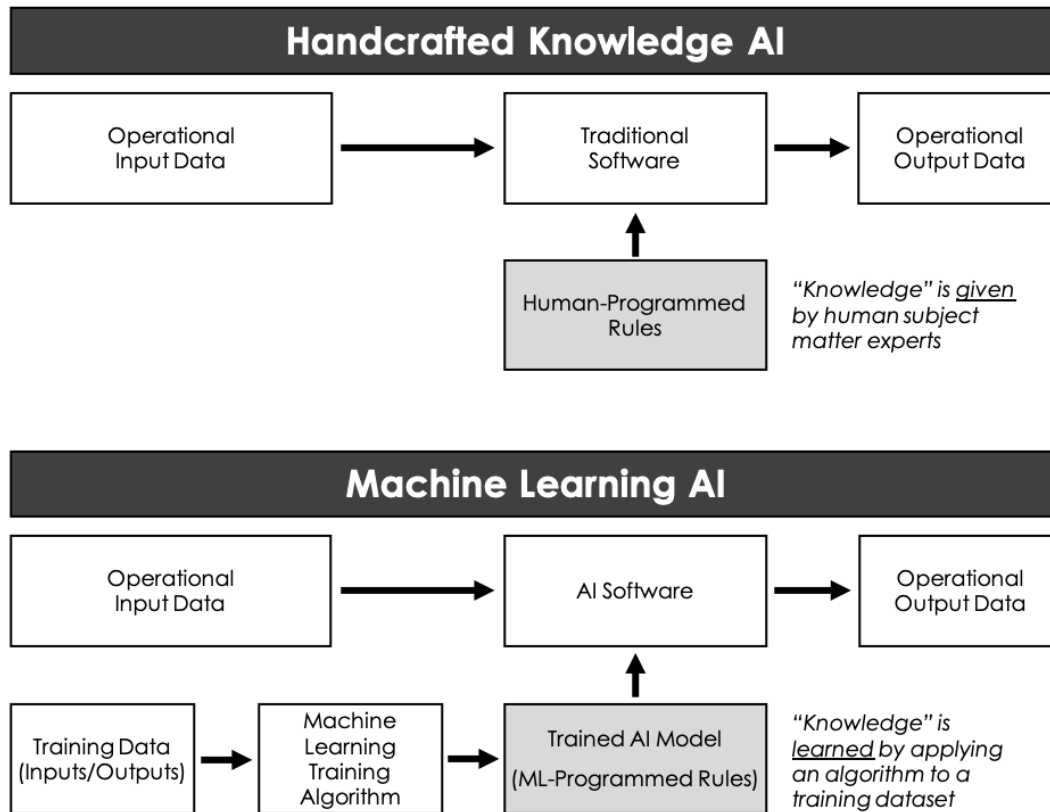 Handcrafted Knowledge AI
Operational
Input Data
Traditional
Software
Operational
Output Data
Human-Programmed
Rules
“Knowledge” is given
by human subject
matter experts
Machine Learning AI
Operational
Input Data
AI Software
Operational
Output Data
Training Data
(Inputs/Outputs)
Machine
Learning
Training
Algorithm
Trained AI Model
(ML-Programmed Rules)
“Knowledge” is
learned by applying
an algorithm to a
training dataset